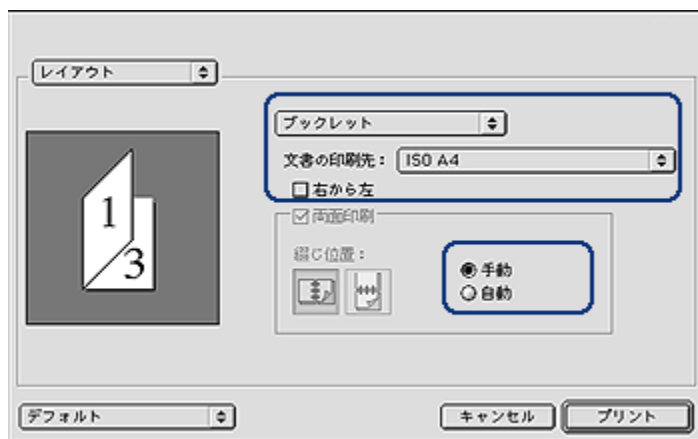 レイアウト
ブックレット
文書の印刷先： ISO A4
右から左
1
3
両面印刷
綴じ位置：
手動
自動
デフォルト
キャンセル
プリント